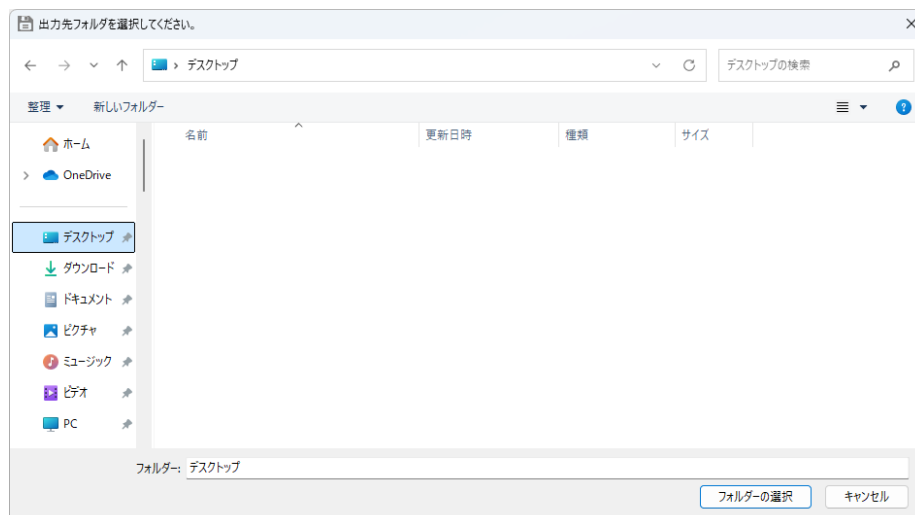 出力先フォルダを選択してください。
デスクトップ
デスクトップの検索
整理
新しいフォルダー
名前
更新日時
種類
サイズ
ホーム
OneDrive
デスクトップ
ダウンロード
ドキュメント
ピクチャ
ミュージック
ビデオ
PC
フォルダー: デスクトップ
フォルダーの選択
キャンセル